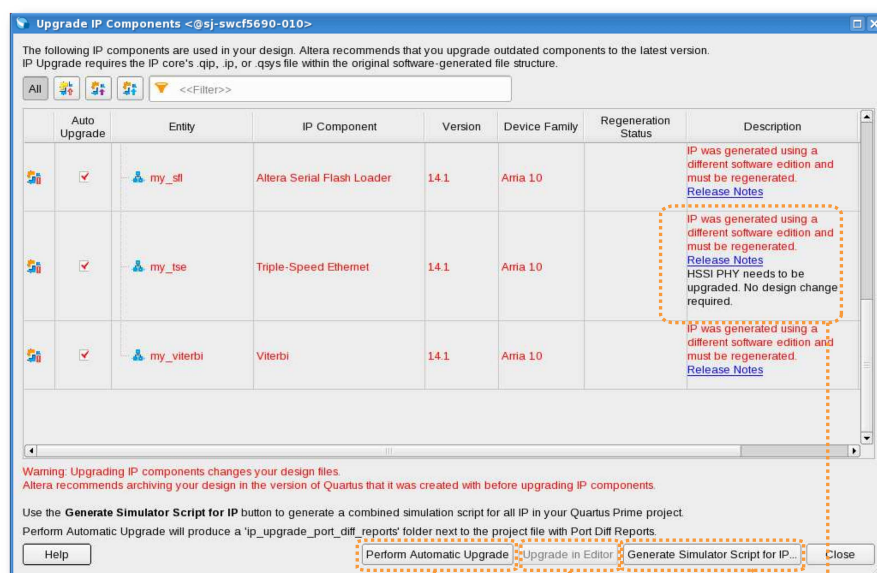 Upgrade IP Components <@sj-swcf5690-010>
The following IP components are used in your design. Altera recommends that you upgrade outdated components to the latest version.
IP Upgrade requires the IP core's .qip, .ip, or .qsys file within the original software-generated file structure.
All <<Filter>>
Auto Upgrade Entity IP Component Version Device Family Regeneration Status Description
my_sfl Altera Serial Flash Loader 14.1 Arria 10
IP was generated using a
different software edition and
must be regenerated.
Release Notes
my_tse Triple-Speed Ethernet 14.1 Arria 10
IP was generated using a
different software edition and
must be regenerated.
Release Notes
HSSI PHY needs to be
upgraded. No design change
required.
my_viterbi Viterbi 14.1 Arria 10
IP was generated using a
different software edition and
must be regenerated.
Release Notes
Warning: Upgrading IP components changes your design files.
Altera recommends archiving your design in the version of Quartus that it was created with before upgrading IP components.
Use the Generate Simulator Script for IP button to generate a combined simulation script for all IP in your Quartus Prime project.
Perform Automatic Upgrade will produce a 'ip_upgrade_port_diff_reports' folder next to the project file with Port Diff Reports.
Help Perform Automatic Upgrade Upgrade in Editor Generate Simulator Script for IP... Close